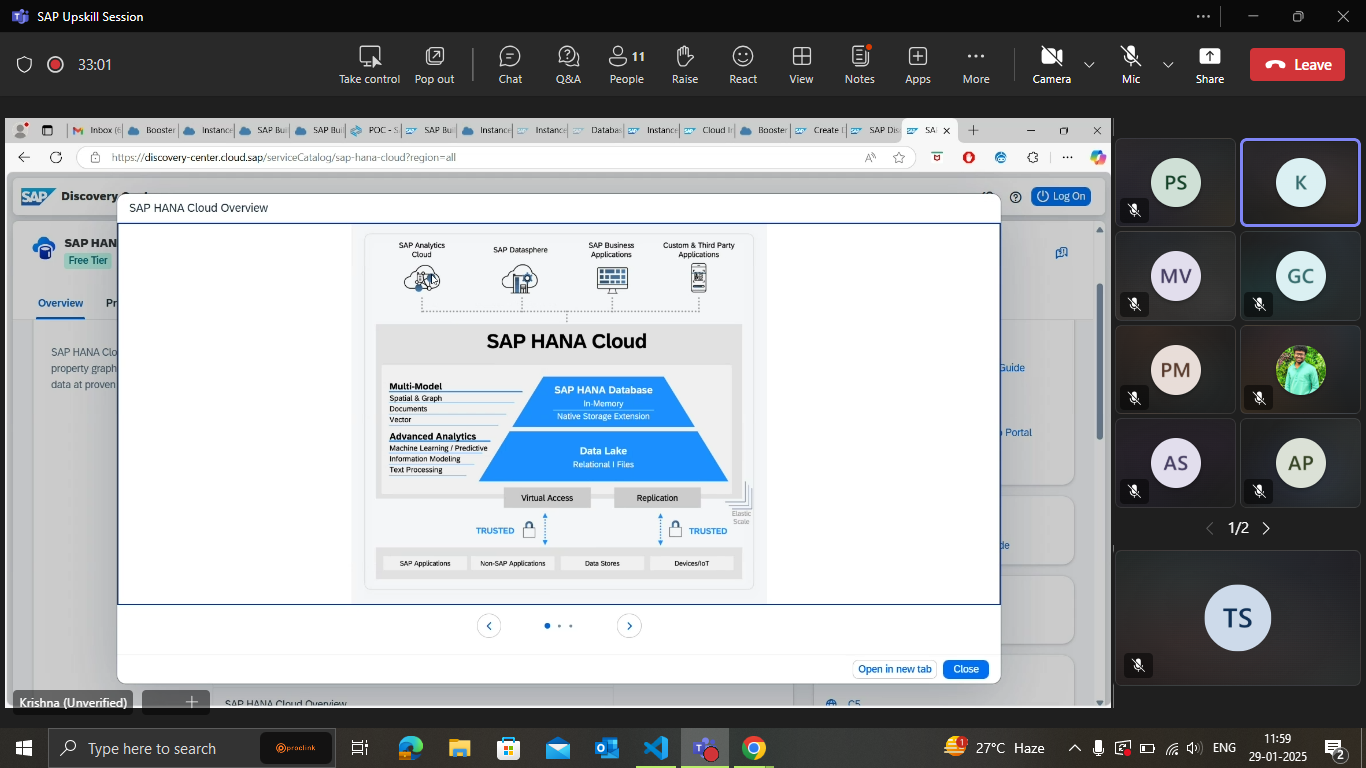 SAP Upskill Session
33:01
Take control
Pop out
Chat
Q&A
11
People
Raise
React
View
Notes
Apps
More
Camera
Mic
Share
Leave
Inbox (6
Booster
Instance
SAP Bui
SAP Bui
POC - S
SAP Bui
Instance
Instance
Databas
Instance
Cloud I
Booster
Create I
SAP Dis
SA
https://discovery-center.cloud.sap/serviceCatalog/sap-hana-cloud?region=all
SAP Discovery
Log On
SAP HANA Cloud Overview
SAP HAN
Free Tier
Overview
Pr
SAP HANA Clo
property graph
data at proven
SAP Analytics
Cloud
SAP Datasphere
SAP Business
Applications
Custom & Third Party
Applications
SAP HANA Cloud
Multi-Model
Spatial & Graph
Documents
Vector
Advanced Analytics
Machine Learning / Predictive
Information Modeling
Text Processing
SAP HANA Database
In-Memory
Native Storage Extension
Data Lake
Relational I Files
Virtual Access
Replication
Elastic
Scale
TRUSTED
TRUSTED
SAP Applications
Non-SAP Applications
Data Stores
Devices/IoT
Guide
Portal
de
Open in new tab
Close
SAP HANA Cloud Overview
C5
Krishna (Unverified)
PS
K
MV
GC
PM
AS
AP
1/2
TS
Type here to search
proclink
1
27°C Haze
ENG
11:59
29-01-2025
2